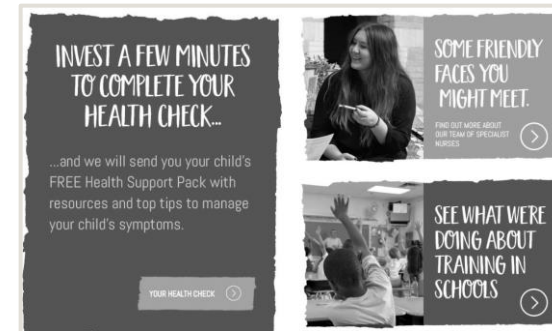 INVEST A FEW MINUTES
TO COMPLETE YOUR
HEALTH CHECK...
...and we will send you your child's
FREE Health Support Pack with
resources and top tips to manage
your child's symptoms.
YOUR HEALTH CHECK
SOME FRIENDLY
FACES YOU
MIGHT MEET.
FIND OUT MORE ABOUT
OUR TEAM OF SPECIALIST
NURSES
SEE WHAT WERE
DOING ABOUT
TRAINING IN
SCHOOLS